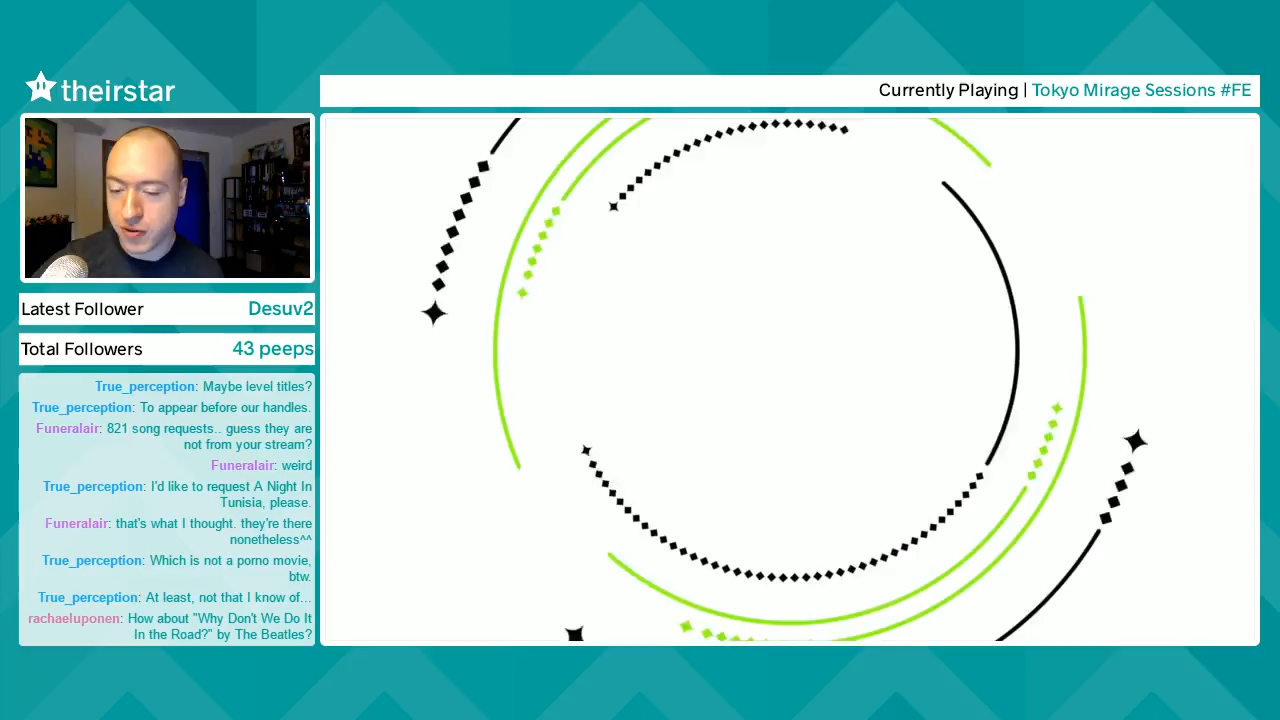 theirstar
Currently Playing | Tokyo Mirage Sessions #FE
Latest Follower Desuv2
Total Followers 43 peeps
True_perception: Maybe level titles?
True_perception: To appear before our handles.
Funeralair: 821 song requests.. guess they are
not from your stream?
Funeralair: weird
True_perception: I'd like to request A Night In
Tunisia, please.
Funeralair: that's what I thought. they're there
nonetheless^^
True_perception: Which is not a porno movie,
btw.
True_perception: At least, not that I know of...
rachaeluponen: How about "Why Don't We Do It
In the Road?" by The Beatles?